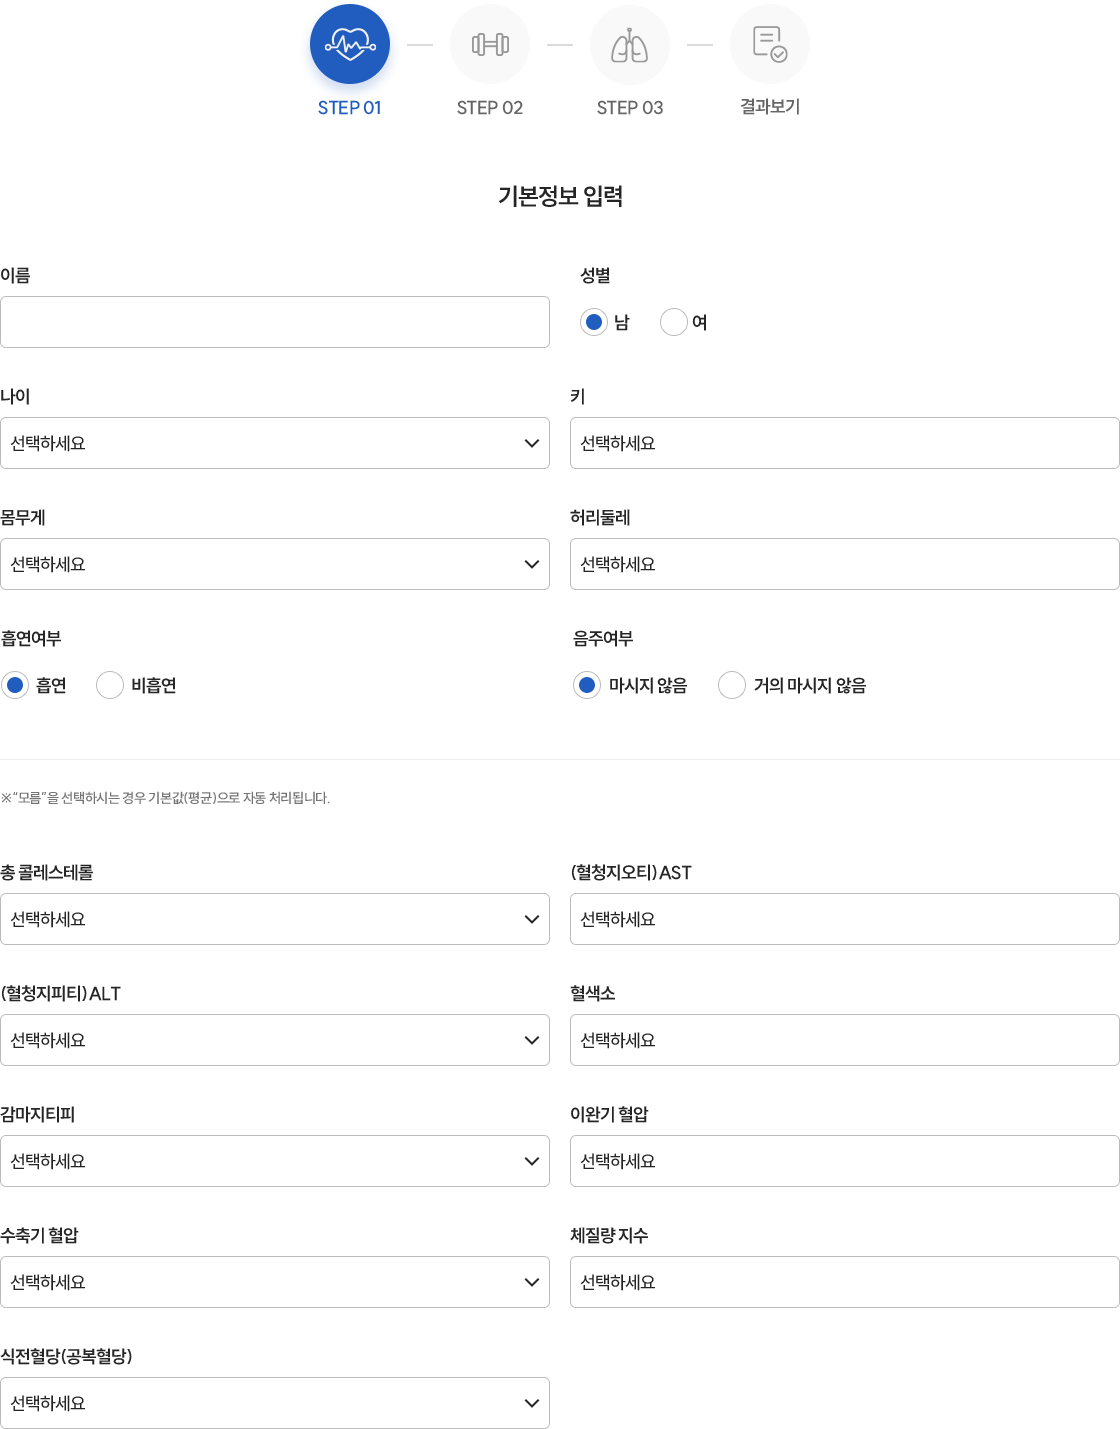 STEP 01
STEP 02
STEP 03
결과보기
기본정보 입력
이름
성별
남
여
나이
키
선택하세요
선택하세요
몸무게
허리둘레
선택하세요
선택하세요
흡연여부
음주여부
흡연
비흡연
마시지 않음
거의 마시지 않음
※“모름”을 선택하시는 경우 기본값(평균)으로 자동 처리됩니다.
총 콜레스테롤
(혈청지오티) AST
선택하세요
선택하세요
(혈청지피티) ALT
혈색소
선택하세요
선택하세요
감마지티피
이완기 혈압
선택하세요
선택하세요
수축기 혈압
체질량 지수
선택하세요
선택하세요
식전혈당(공복혈당)
선택하세요